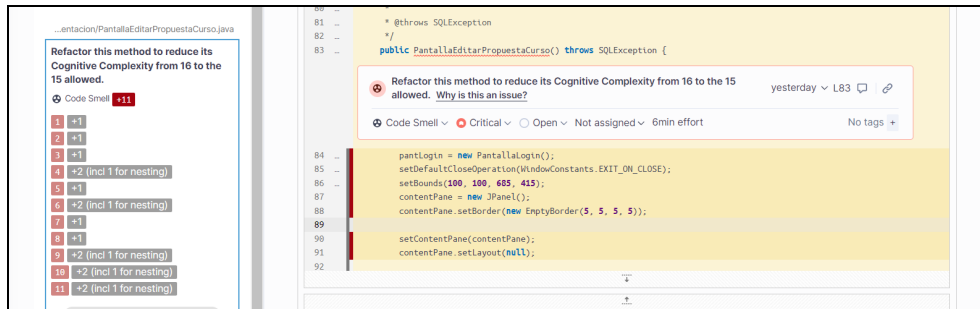 ...entacion/PantallaEditarPropuestaCurso.java
Refactor this method to reduce its
Cognitive Complexity from 16 to the
15 allowed.
Code Smell +11
1 +1
2 +1
3 +1
4 +2 (incl 1 for nesting)
5 +1
6 +2 (incl 1 for nesting)
7 +1
8 +1
9 +2 (incl 1 for nesting)
10 +2 (incl 1 for nesting)
11 +2 (incl 1 for nesting)
80 … *
81 … * @throws SQLException
82 … */
83 … public PantallaEditarPropuestaCurso() throws SQLException {
Refactor this method to reduce its Cognitive Complexity from 16 to the 15
allowed. Why is this an issue?
yesterday L83
Code Smell Critical Open Not assigned 6min effort No tags +
84 … pantLogin = new PantallaLogin();
85 … setDefaultCloseOperation(WindowConstants.EXIT_ON_CLOSE);
86 … setBounds(100, 100, 685, 415);
87 contentPane = new JPanel();
88 contentPane.setBorder(new EmptyBorder(5, 5, 5, 5));
89
90 setContentPane(contentPane);
91 contentPane.setLayout(null);
92